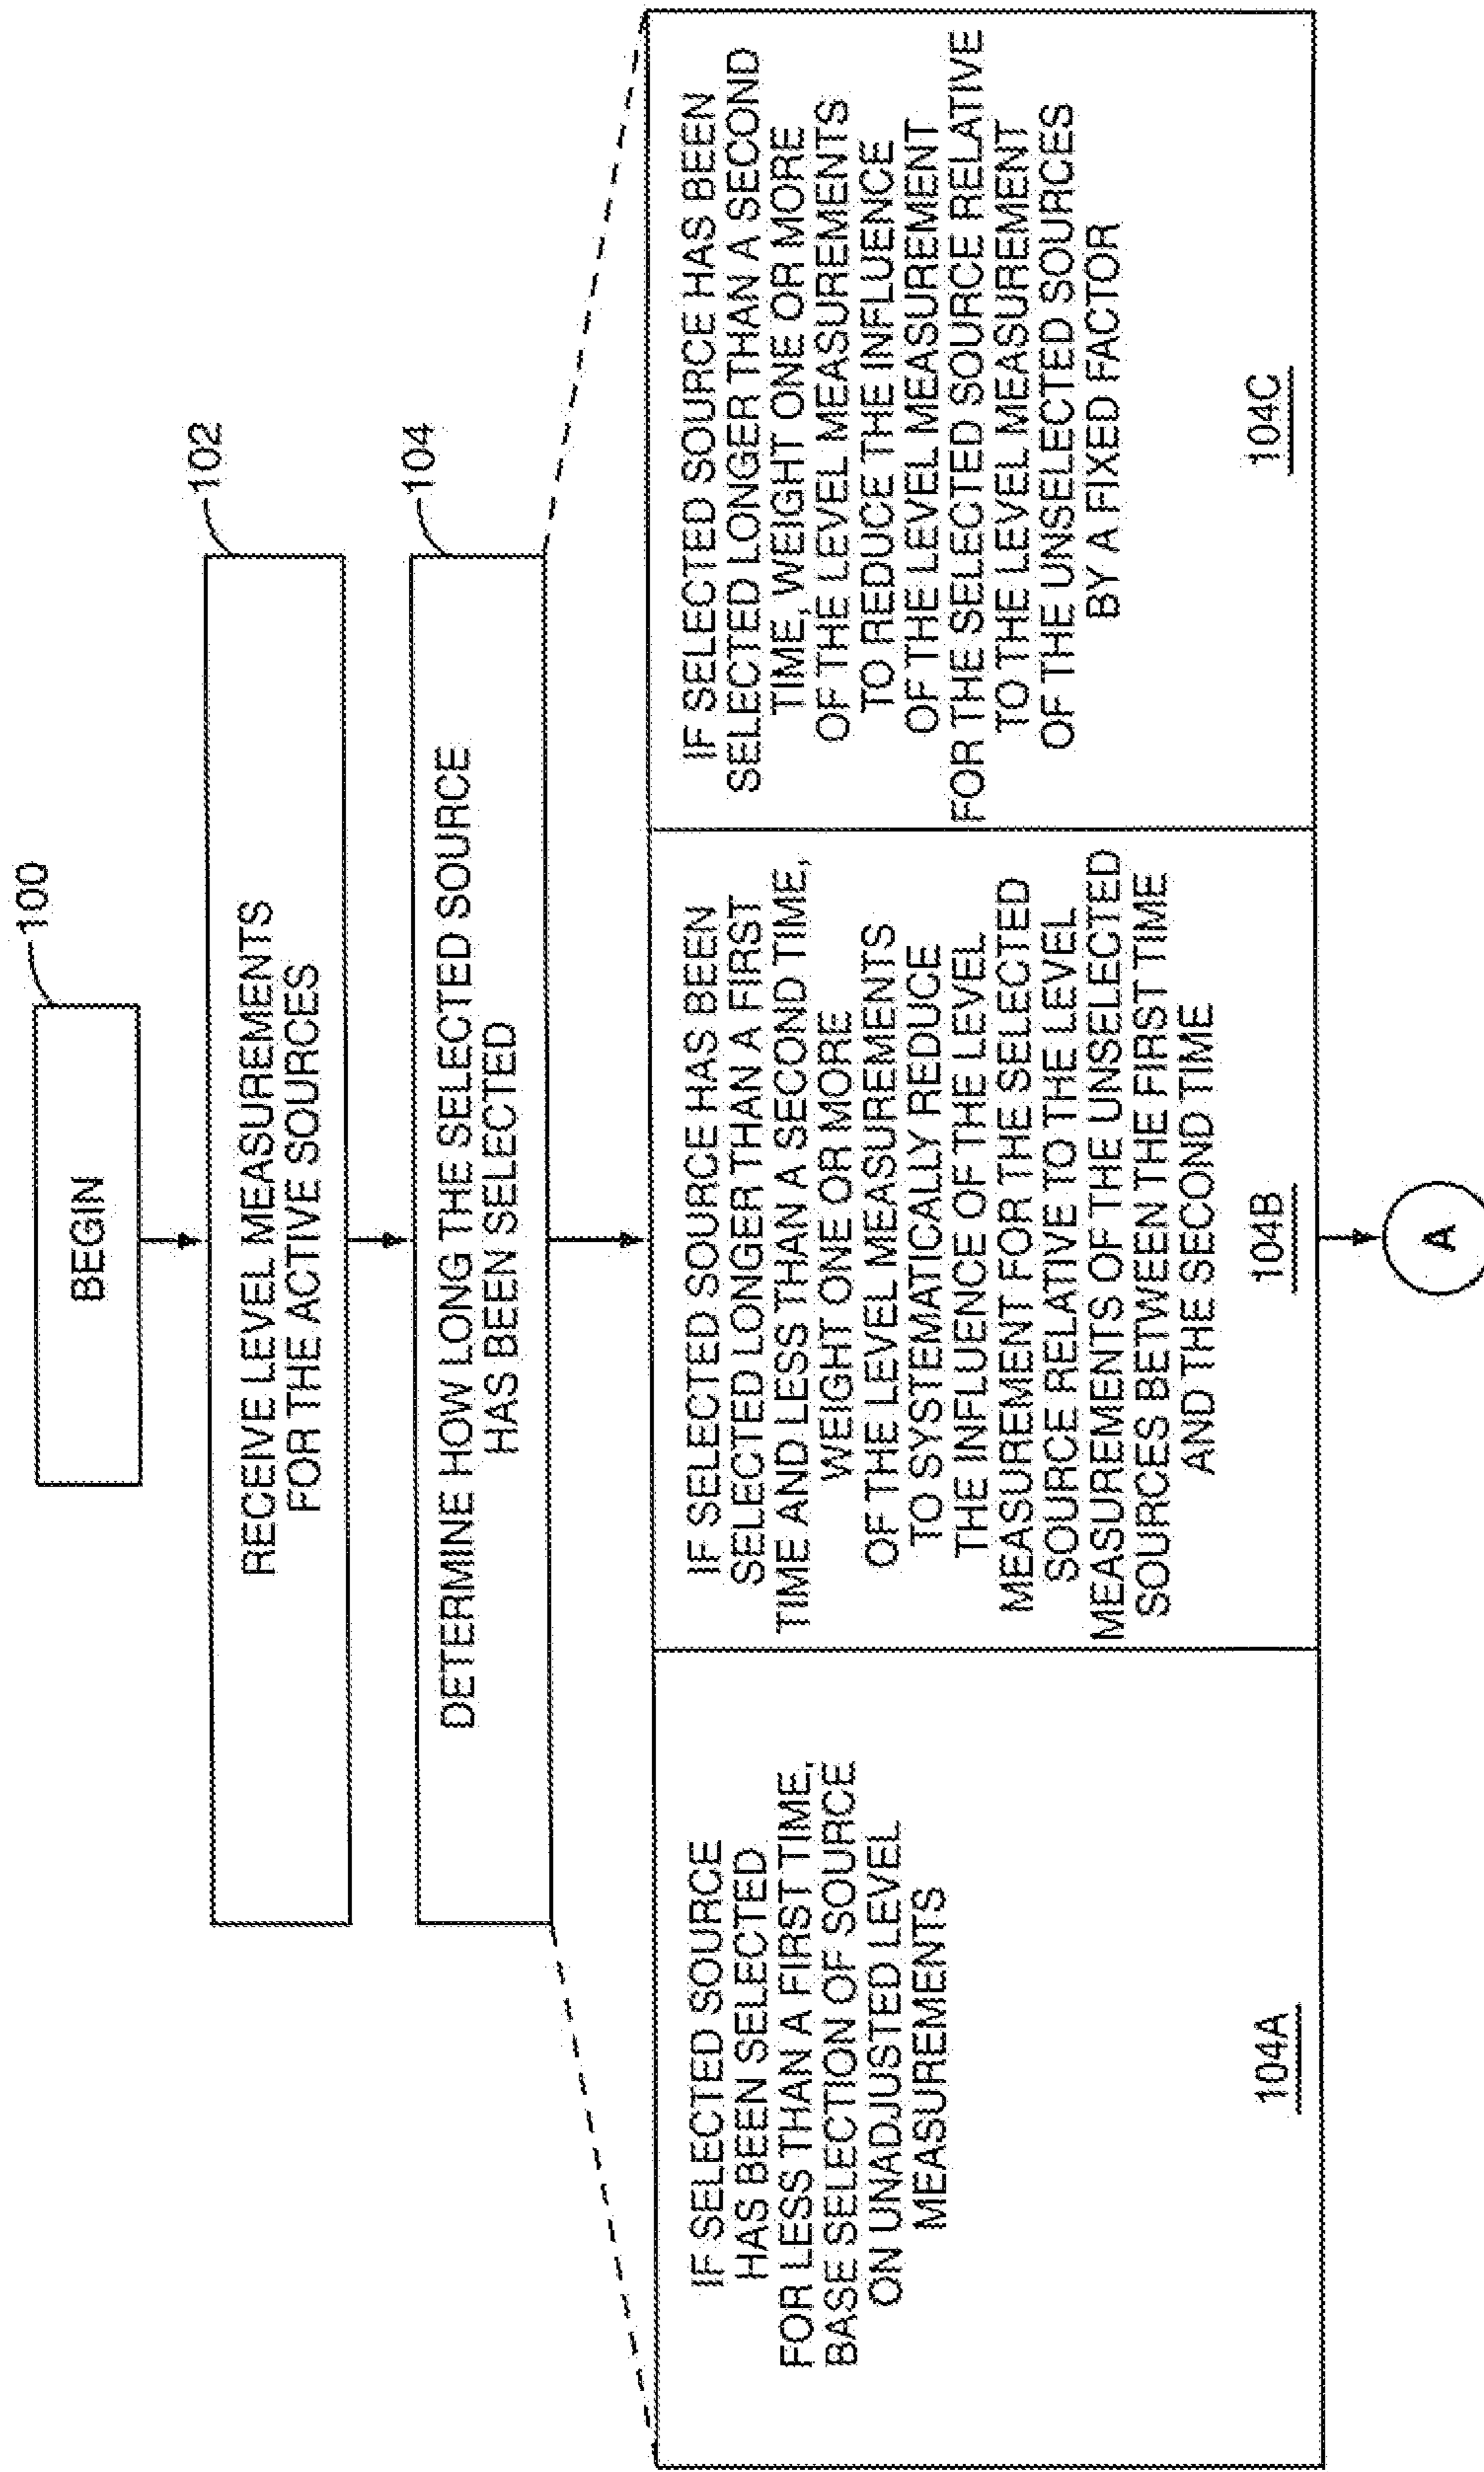 BEGIN
100
RECEIVE LEVEL MEASUREMENTS
FOR THE ACTIVE SOURCES
102
DETERMINE HOW LONG THE SELECTED SOURCE
HAS BEEN SELECTED
104
IF SELECTED SOURCE
HAS BEEN SELECTED
FOR LESS THAN A FIRST TIME,
BASE SELECTION OF SOURCE
ON UNADJUSTED LEVEL
MEASUREMENTS
104A
IF SELECTED SOURCE HAS BEEN
SELECTED LONGER THAN A FIRST
TIME AND LESS THAN A SECOND TIME,
WEIGHT ONE OR MORE
OF THE LEVEL MEASUREMENTS
TO SYSTEMATICALLY REDUCE
THE INFLUENCE OF THE LEVEL
MEASUREMENT FOR THE SELECTED
SOURCE RELATIVE TO THE LEVEL
MEASUREMENTS OF THE UNSELECTED
SOURCES BETWEEN THE FIRST TIME
AND THE SECOND TIME
104B
IF SELECTED SOURCE HAS BEEN
SELECTED LONGER THAN A SECOND
TIME, WEIGHT ONE OR MORE
OF THE LEVEL MEASUREMENTS
TO REDUCE THE INFLUENCE
OF THE LEVEL MEASUREMENT
FOR THE SELECTED SOURCE RELATIVE
TO THE LEVEL MEASUREMENT
OF THE UNSELECTED SOURCES
BY A FIXED FACTOR
104C
A